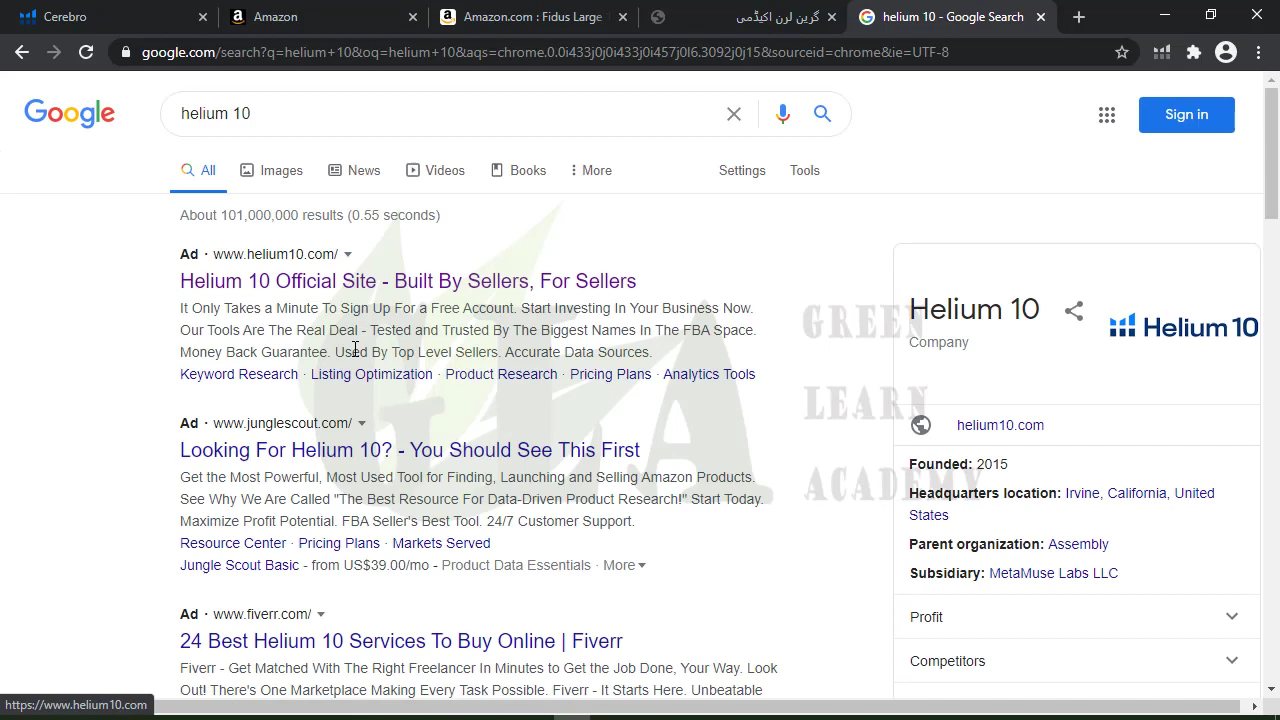 Cerebro
Amazon
Amazon.com : Fidus Large
گرین لرن اکیڈمی
helium 10 - Google Search
google.com/search?q=helium+10&oq=helium+10&aqs=chrome.0.0i433j0j0i433j0i457j0l6.3092j0j15&sourceid=chrome&ie=UTF-8
Google
helium 10
Sign in
All
Images
News
Videos
Books
More
Settings
Tools
About 101,000,000 results (0.55 seconds)
Ad · www.helium10.com/
Helium 10 Official Site - Built By Sellers, For Sellers
It Only Takes a Minute To Sign Up For a Free Account. Start Investing In Your Business Now.
Our Tools Are The Real Deal - Tested and Trusted By The Biggest Names In The FBA Space.
Money Back Guarantee. Used By Top Level Sellers. Accurate Data Sources.
Keyword Research · Listing Optimization · Product Research · Pricing Plans · Analytics Tools
Ad · www.junglescout.com/
Looking For Helium 10? - You Should See This First
Get the Most Powerful, Most Used Tool for Finding, Launching and Selling Amazon Products.
See Why We Are Called "The Best Resource For Data-Driven Product Research!" Start Today.
Maximize Profit Potential. FBA Seller's Best Tool. 24/7 Customer Support.
Resource Center · Pricing Plans · Markets Served
Jungle Scout Basic - from US$39.00/mo - Product Data Essentials · More
Ad · www.fiverr.com/
24 Best Helium 10 Services To Buy Online | Fiverr
Fiverr - Get Matched With The Right Freelancer In Minutes to Get the Job Done, Your Way. Look
Out! There's One Marketplace Making Every Task Possible. Fiverr - It Starts Here. Unbeatable
Helium 10
Company
Helium 10
helium10.com
Founded: 2015
Headquarters location: Irvine, California, United
States
Parent organization: Assembly
Subsidiary: MetaMuse Labs LLC
Profit
Competitors
GLA
GREEN
LEARN
ACADEMY
https://www.helium10.com